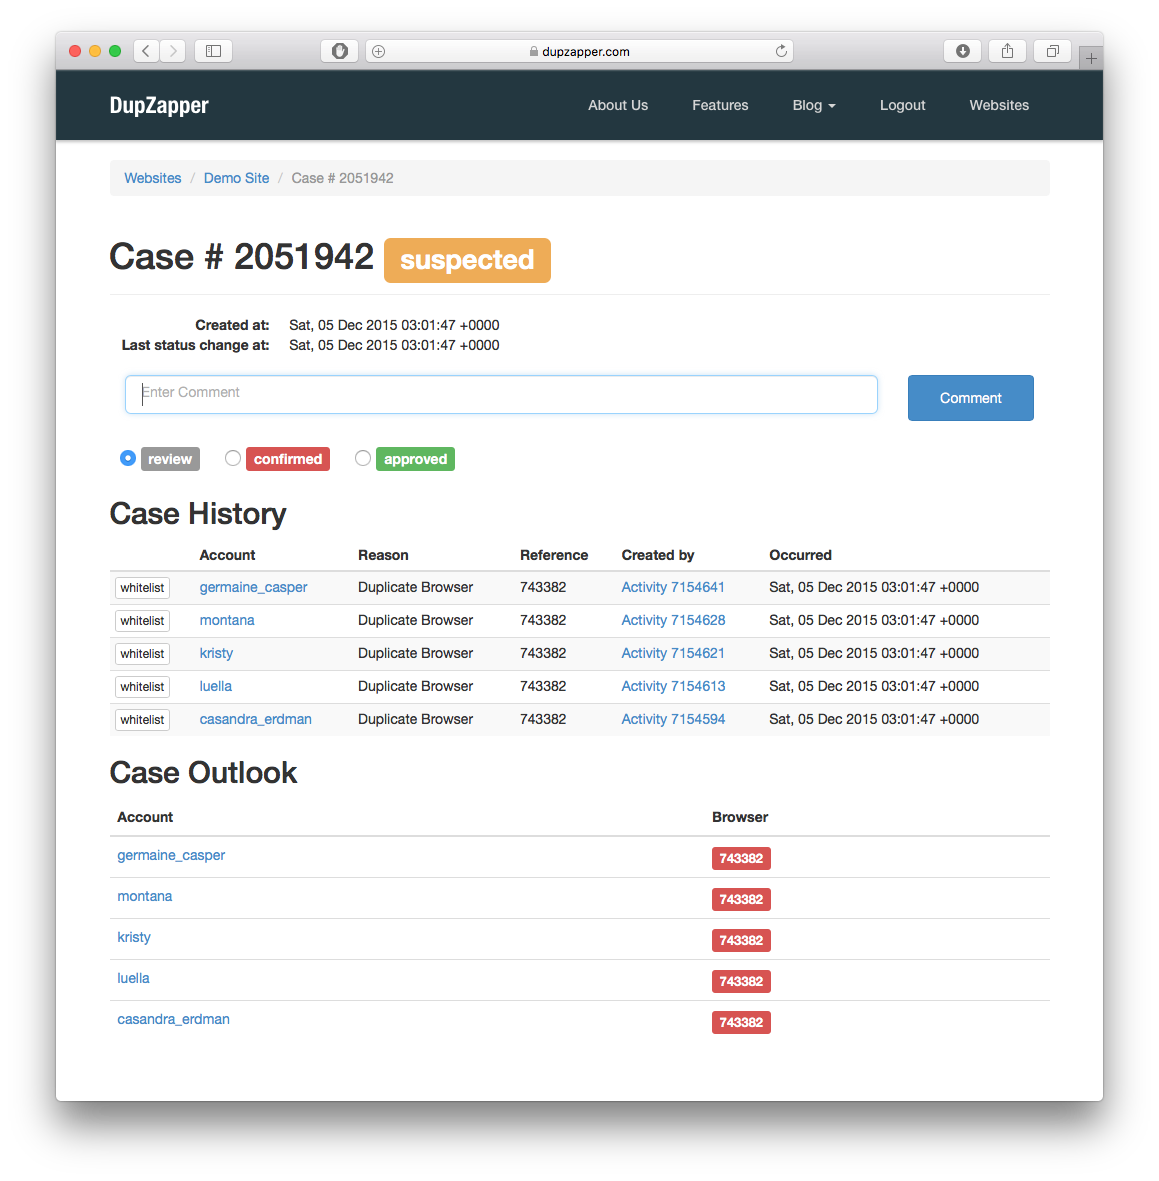 dupzapper.com
DupZapper About Us Features Blog Logout Websites
Websites / Demo Site / Case # 2051942
Case # 2051942 suspected
Created at: Sat, 05 Dec 2015 03:01:47 +0000
Last status change at: Sat, 05 Dec 2015 03:01:47 +0000
Enter Comment Comment
review confirmed approved
Case History
Account Reason Reference Created by Occurred
whitelist germaine_casper Duplicate Browser 743382 Activity 7154641 Sat, 05 Dec 2015 03:01:47 +0000
whitelist montana Duplicate Browser 743382 Activity 7154628 Sat, 05 Dec 2015 03:01:47 +0000
whitelist kristy Duplicate Browser 743382 Activity 7154621 Sat, 05 Dec 2015 03:01:47 +0000
whitelist luella Duplicate Browser 743382 Activity 7154613 Sat, 05 Dec 2015 03:01:47 +0000
whitelist casandra_erdman Duplicate Browser 743382 Activity 7154594 Sat, 05 Dec 2015 03:01:47 +0000
Case Outlook
Account Browser
germaine_casper 743382
montana 743382
kristy 743382
luella 743382
casandra_erdman 743382